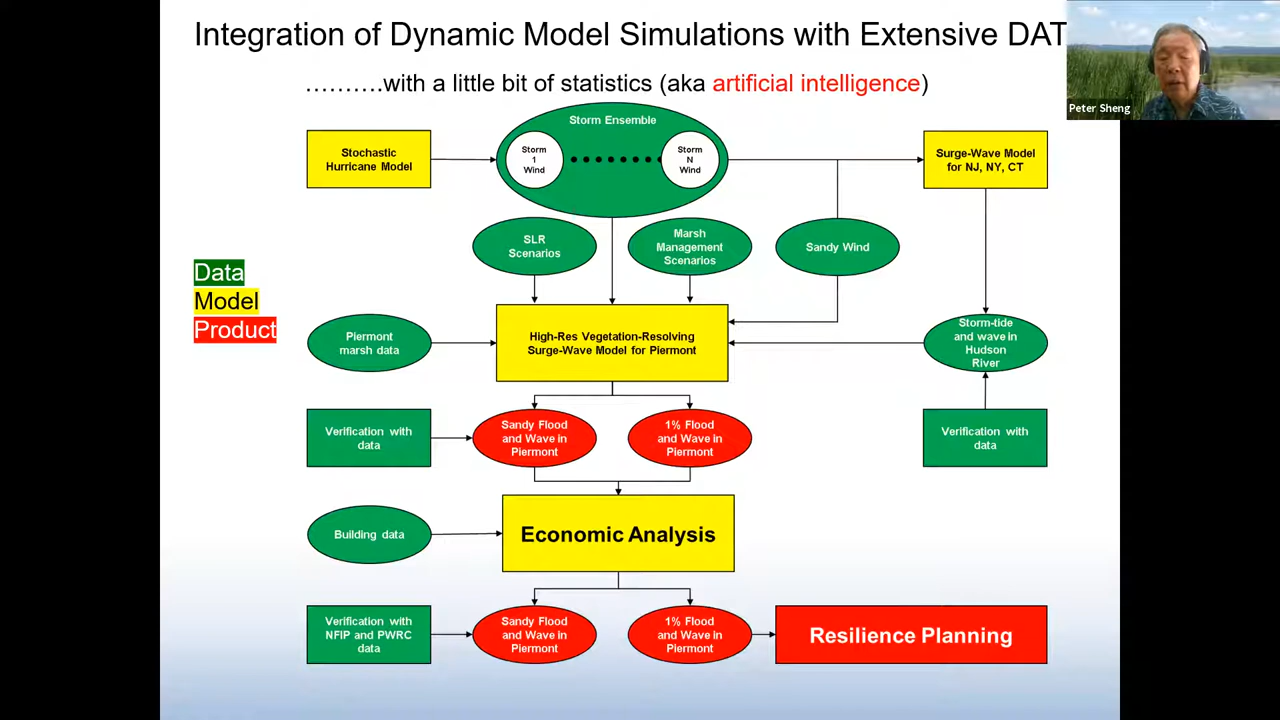 Integration of Dynamic Model Simulations with Extensive DAT
……….with a little bit of statistics (aka artificial intelligence)
Peter Sheng
Stochastic
Hurricane Model
Storm Ensemble
Storm
1
Wind
Storm
N
Wind
Surge-Wave Model
for NJ, NY, CT
SLR
Scenarios
Marsh
Management
Scenarios
Sandy Wind
Data
Model
Product
Piermont
marsh data
High-Res Vegetation-Resolving
Surge-Wave Model for Piermont
Storm-tide
and wave in
Hudson
River
Verification with
data
Sandy Flood
and Wave in
Piermont
1% Flood
and Wave in
Piermont
Verification with
data
Building data
Economic Analysis
Verification with
NFIP and PWRC
data
Sandy Flood
and Wave in
Piermont
1% Flood
and Wave in
Piermont
Resilience Planning